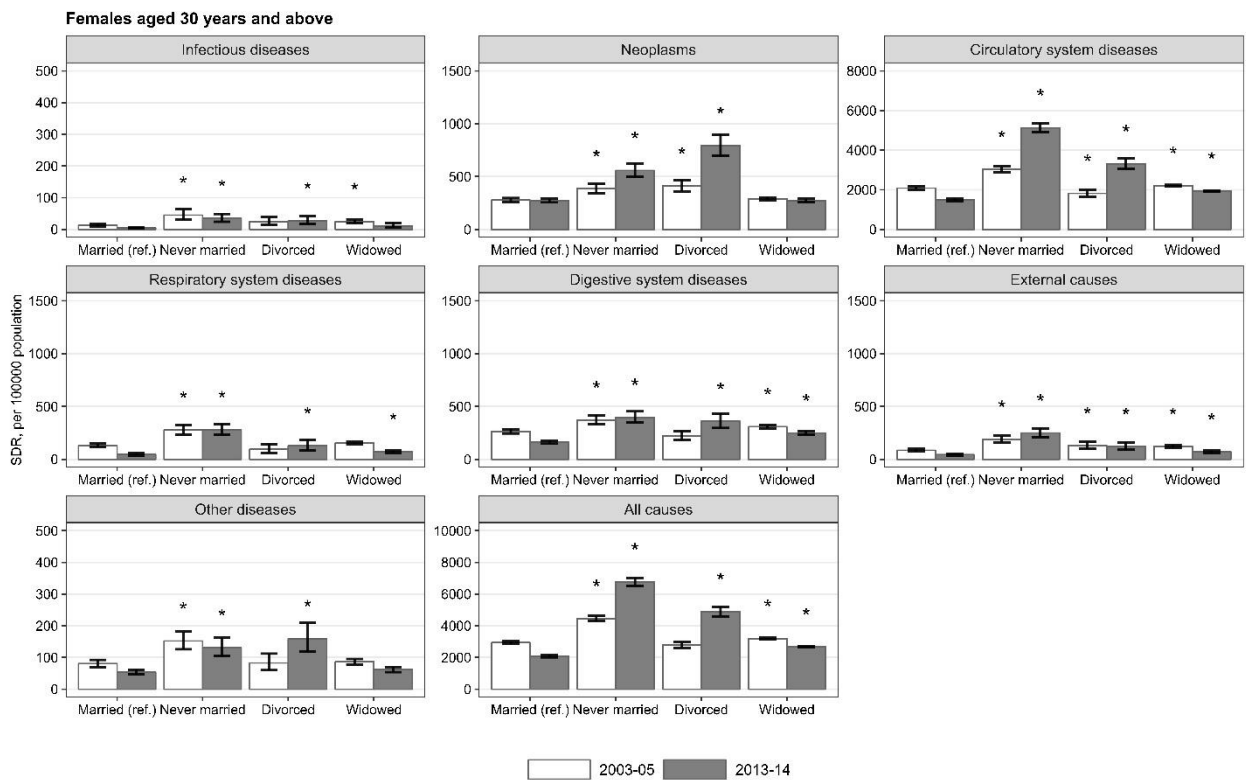 Females aged 30 years and above
Infectious diseases
Neoplasms
Circulatory system diseases
500
400
300
200
100
0
1500
1000
500
0
8000
6000
4000
2000
0
* * * *
* * * *
* * * * * *
Married (ref.) Never married Divorced Widowed
Married (ref.) Never married Divorced Widowed
Married (ref.) Never married Divorced Widowed
SDR, per 100000 population
Respiratory system diseases
Digestive system diseases
External causes
1500
1000
500
0
1500
1000
500
0
1500
1000
500
0
* * * *
* * * * *
* * * * * *
Married (ref.) Never married Divorced Widowed
Married (ref.) Never married Divorced Widowed
Married (ref.) Never married Divorced Widowed
Other diseases
All causes
500
400
300
200
100
0
10000
8000
6000
4000
2000
0
* * *
* * * * *
Married (ref.) Never married Divorced Widowed
Married (ref.) Never married Divorced Widowed
2003-05
2013-14